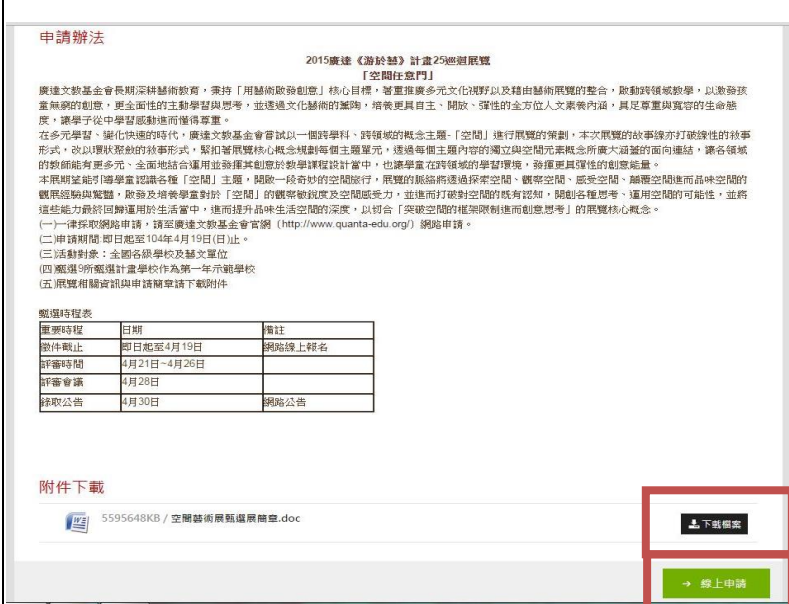 申請辦法
2015廣達《游於藝》計畫25巡迴展覽
「空間任意門」
廣達文教基金會長期深耕藝術教育，秉持「用藝術啟發創意」核心目標，著重推廣多元文化視野以及藉由藝術展覽的整合，啟動跨領域教學，以激發孩
童無窮的創意，更全面性的主動學習與思考，並透過文化藝術的薰陶，培養更具自主、開放、彈性的全方位人文素養內涵，具足尊重與寬容的生命態
度，讓學子從中學習感動進而懂得尊重。
在多元學習、變化快速的時代，廣達文教基金會嘗試以一個跨學科、跨領域的概念主題-「空間」進行展覽的策劃，本次展覽的故事線亦打破線性的敘事
形式，改以環狀聚斂的敘事形式，緊扣著展覽核心概念規劃每個主題單元，透過每個主題內容的獨立與空間元素概念所廣大涵蓋的面向連結，讓各領域
的教師能有更多元、全面地結合運用並發揮其創意於教學課程設計當中，也讓學童在跨領域的學習環境，發揮更具彈性的創意能量。
本展期望能引導學童認識各種「空間」主題，開啟一段奇妙的空間旅行，展覽的脈絡將透過探索空間、觀察空間、感受空間、顛覆空間進而品味空間的
觀展經驗與驚豔，啟發及培養學童對於「空間」的觀察敏銳度及空間感受力，並進而打破對空間的既有認知，開創各種思考、運用空間的可能性，並將
這些能力最終回歸運用於生活當中，進而提升品味生活空間的深度，以切合「突破空間的框架限制進而創意思考」的展覽核心概念。
(一)一律採取網路申請，請至廣達文教基金會官網（http://www.quanta-edu.org/）網路申請。
(二)申請期間:即日起至104年4月19日(日)止。
(三)活動對象：全國各級學校及藝文單位
(四)甄選9所甄選計畫學校作為第一年示範學校
(五)展覽相關資訊與申請簡章請下載附件
甄選時程表
重要時程 日期 備註
徵件截止 即日起至4月19日 網路線上報名
評審時間 4月21日~4月26日
評審會議 4月28日
錄取公告 4月30日 網路公告
附件下載
5595648KB / 空間藝術展甄選展簡章.doc
下載檔案
→ 線上申請